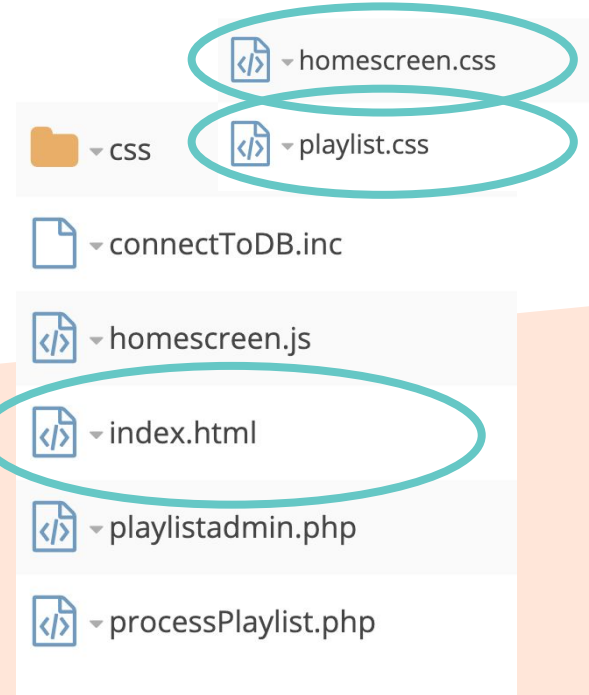 homescreen.css
css
playlist.css
connectToDB.inc
homescreen.js
index.html
playlistadmin.php
processPlaylist.php